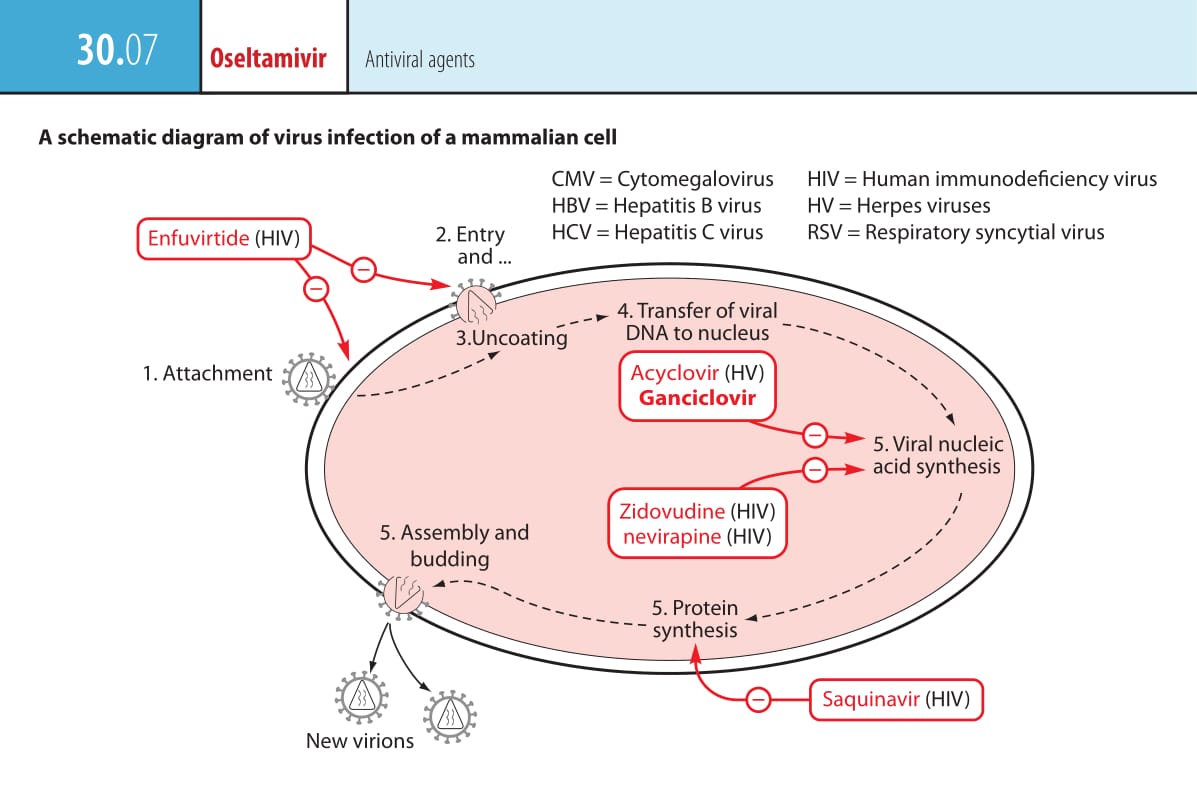 30.07
Oseltamivir
Antiviral agents
A schematic diagram of virus infection of a mammalian cell
CMV = Cytomegalovirus
HBV = Hepatitis B virus
HCV = Hepatitis C virus
HIV = Human immunodeficiency virus
HV = Herpes viruses
RSV = Respiratory syncytial virus
Enfuvirtide (HIV)
2. Entry
and ...
1. Attachment
3.Uncoating
4. Transfer of viral
DNA to nucleus
Acyclovir (HV)
Ganciclovir
5. Viral nucleic
acid synthesis
Zidovudine (HIV)
nevirapine (HIV)
5. Assembly and
budding
5. Protein
synthesis
Saquinavir (HIV)
New virions